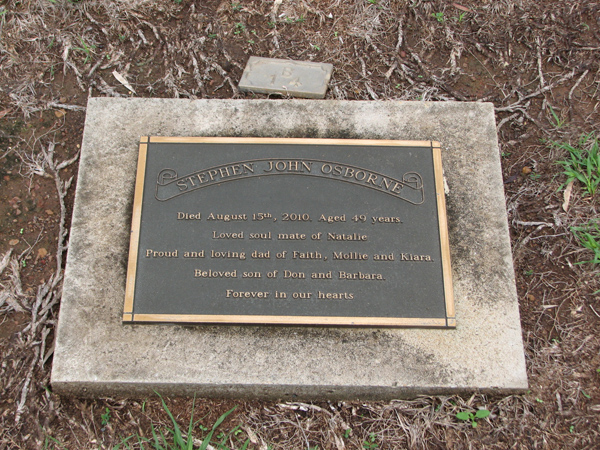 STEPHEN JOHN OSBORNE
Died August 15th, 2010. Aged 49 years.
Loved soul mate of Natalie
Proud and loving dad of Faith, Mollie and Kiara.
Beloved son of Don and Barbara.
Forever in our hearts